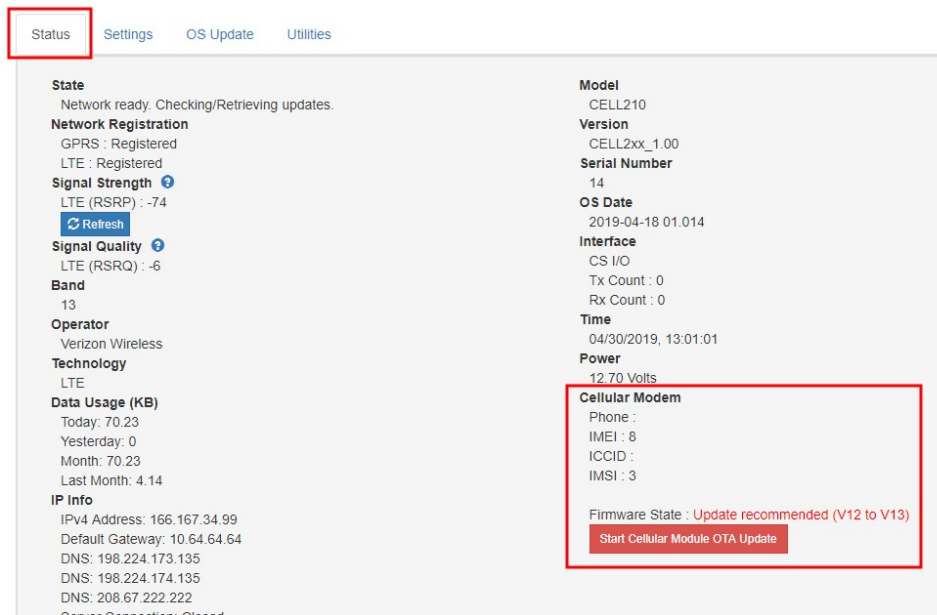 Status Settings OS Update Utilities
State
Network ready. Checking/Retrieving updates.
Network Registration
GPRS : Registered
LTE : Registered
Signal Strength
LTE (RSRP) : -74
Refresh
Signal Quality
LTE (RSRQ) : -6
Band
13
Operator
Verizon Wireless
Technology
LTE
Data Usage (KB)
Today: 70.23
Yesterday: 0
Month: 70.23
Last Month: 4.14
IP Info
IPv4 Address: 166.167.34.99
Default Gateway: 10.64.64.64
DNS: 198.224.173.135
DNS: 198.224.174.135
DNS: 208.67.222.222
Server Connection: Closed
Model
CELL210
Version
CELL2xx_1.00
Serial Number
14
OS Date
2019-04-18 01.014
Interface
CS I/O
Tx Count : 0
Rx Count : 0
Time
04/30/2019, 13:01:01
Power
12.70 Volts
Cellular Modem
Phone :
IMEI : 8
ICCID :
IMSI : 3
Firmware State : Update recommended (V12 to V13)
Start Cellular Module OTA Update